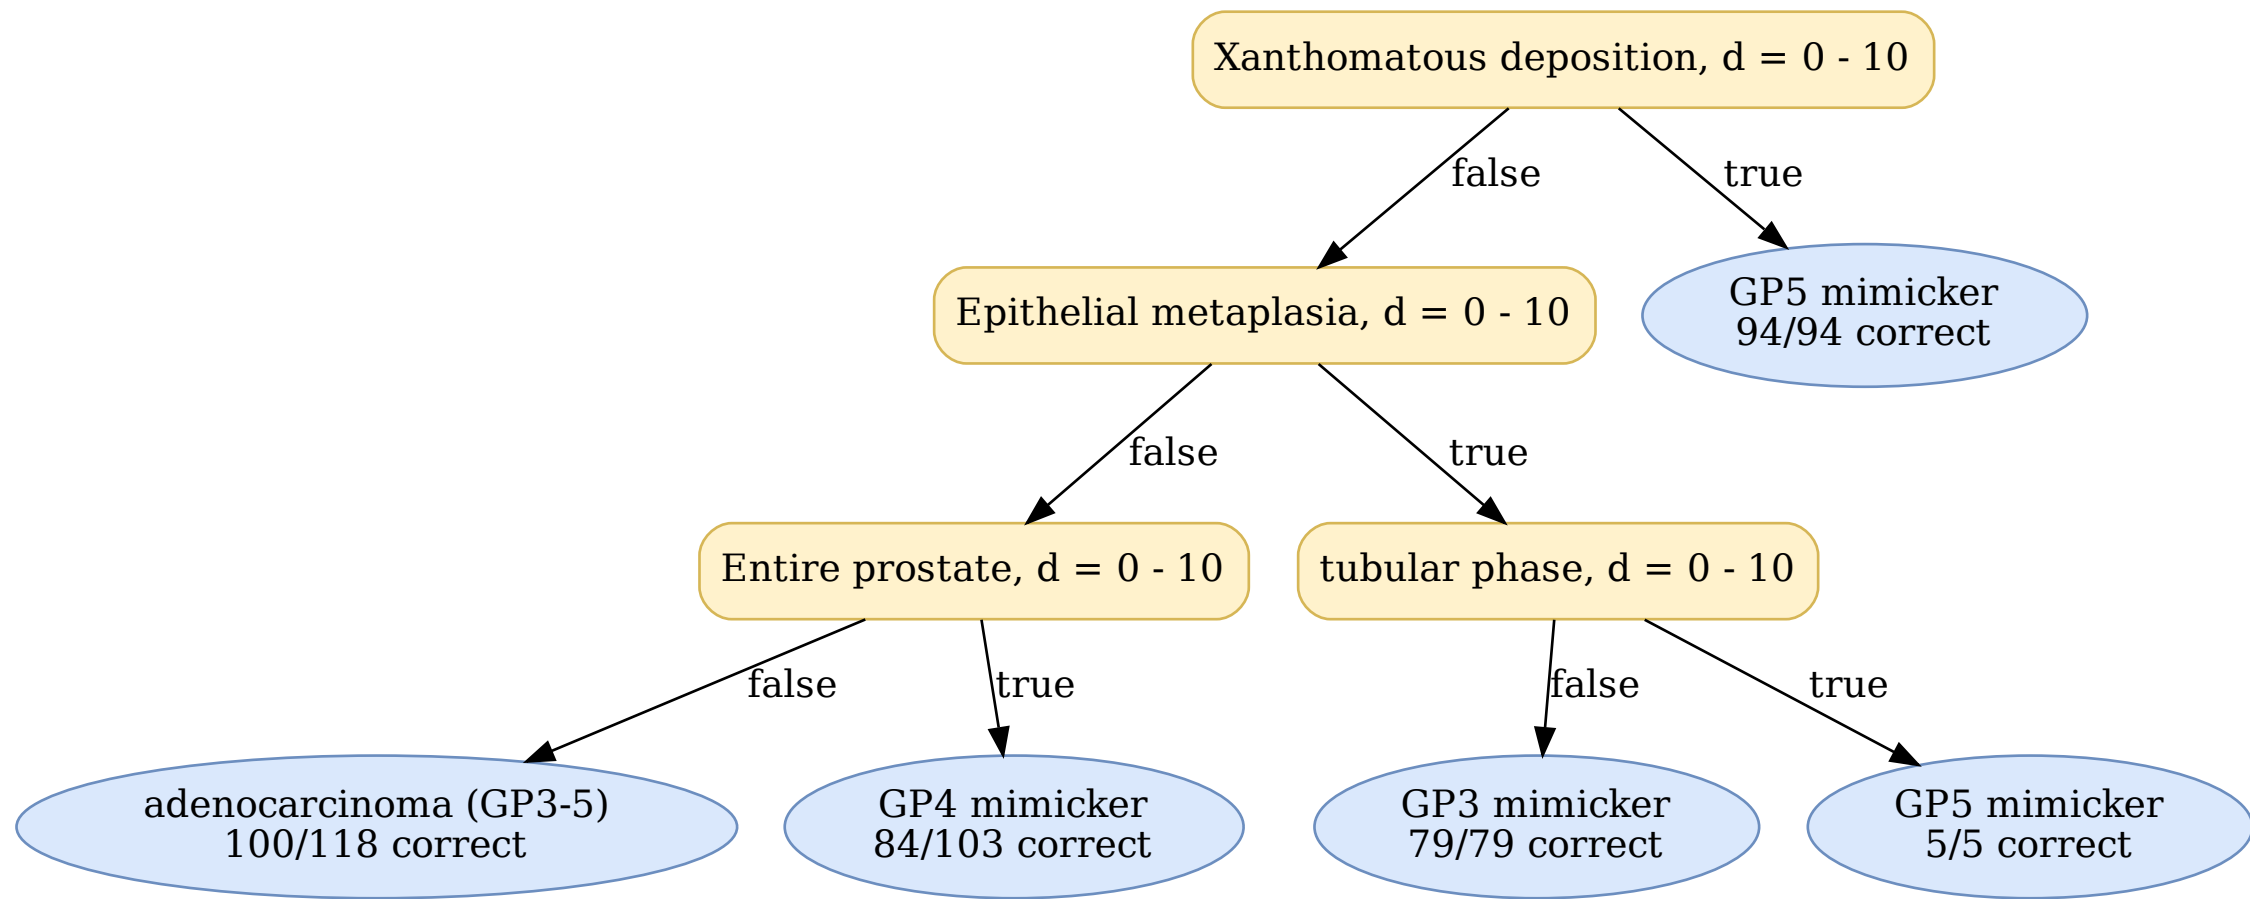 Xanthomatous deposition, d = 0 - 10
false
true
Epithelial metaplasia, d = 0 - 10
GP5 mimicker
94/94 correct
false
true
Entire prostate, d = 0 - 10
tubular phase, d = 0 - 10
false
true
false
true
adenocarcinoma (GP3-5)
100/118 correct
GP4 mimicker
84/103 correct
GP3 mimicker
79/79 correct
GP5 mimicker
5/5 correct